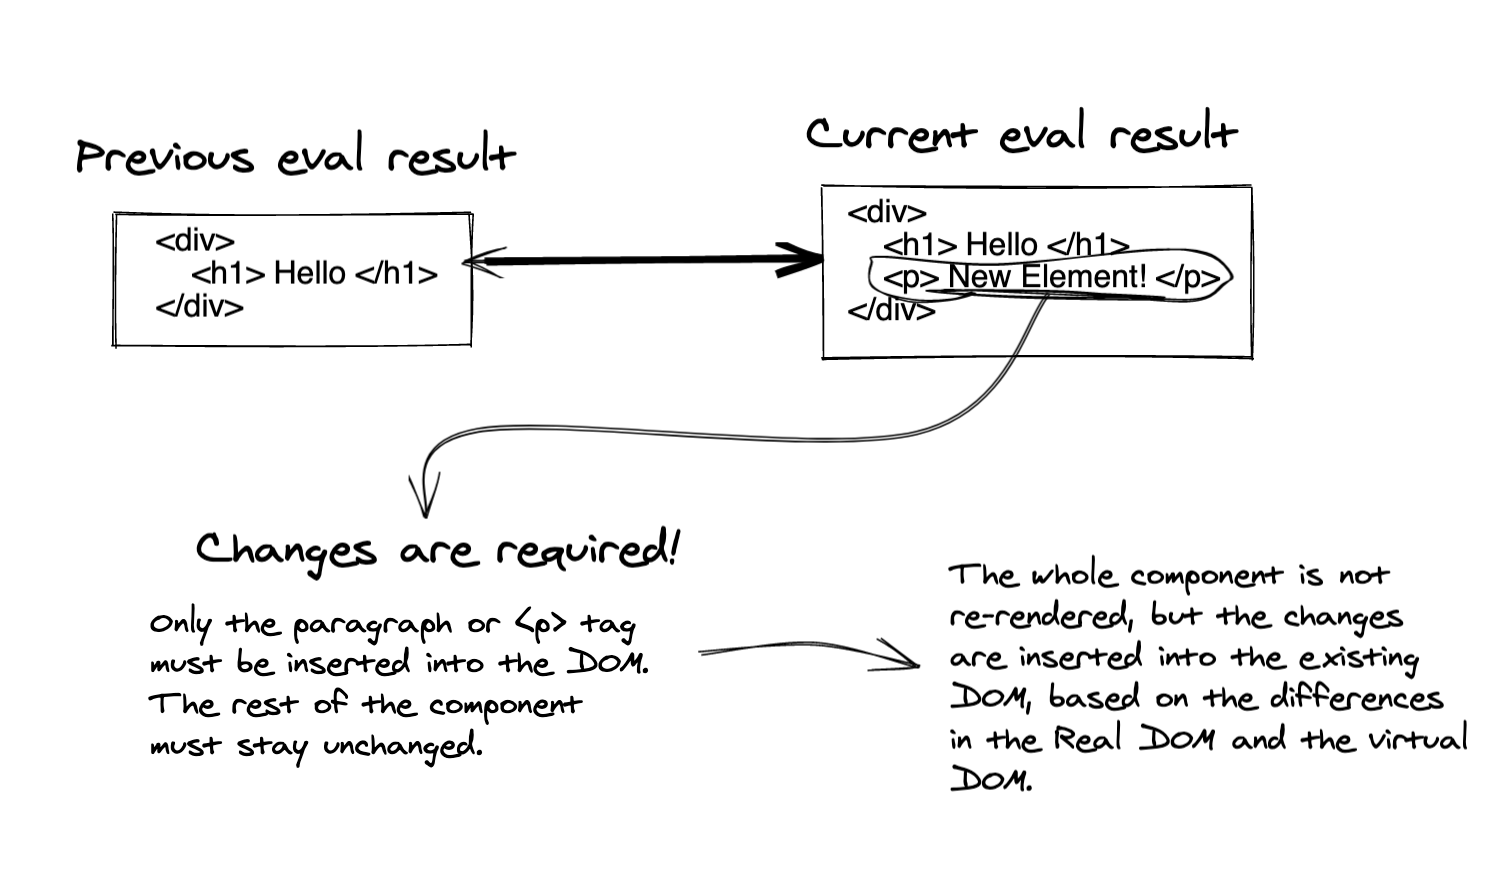 Previous eval result
<div>
<h1> Hello </h1>
</div>
Current eval result
<div>
<h1> Hello </h1>
<p> New Element! </p>
</div>
Changes are required!
Only the paragraph or <p> tag
must be inserted into the DOM.
The rest of the component
must stay unchanged.
The whole component is not
re-rendered, but the changes
are inserted into the existing
DOM, based on the differences
in the Real DOM and the virtual
DOM.